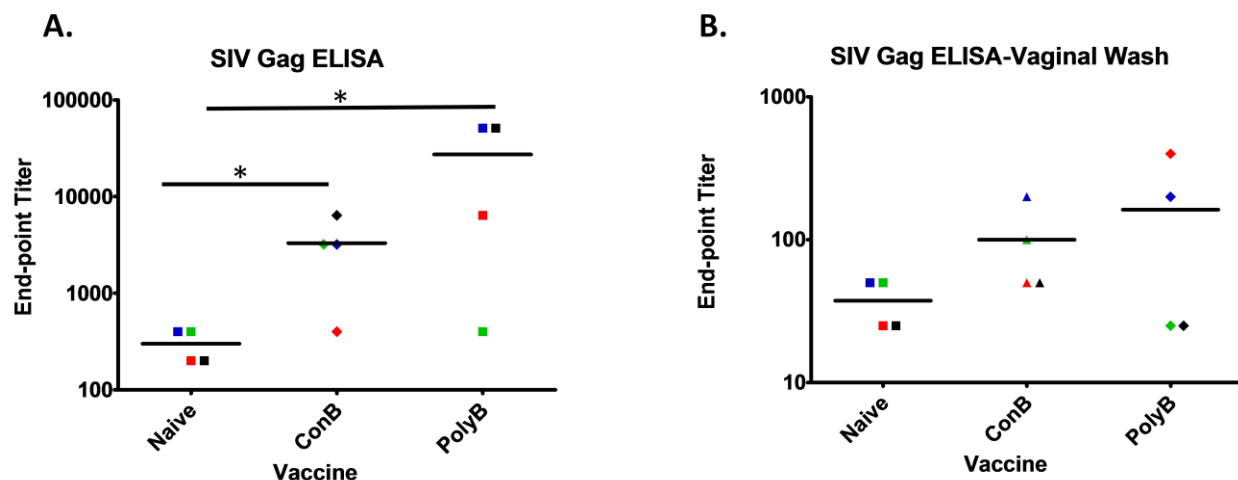 A.
SIV Gag ELISA
100000
10000
1000
100
End-point Titer
*
*
Naive
ConB
PolyB
Vaccine
B.
SIV Gag ELISA-Vaginal Wash
1000
100
10
End-point Titer
Naive
ConB
PolyB
Vaccine